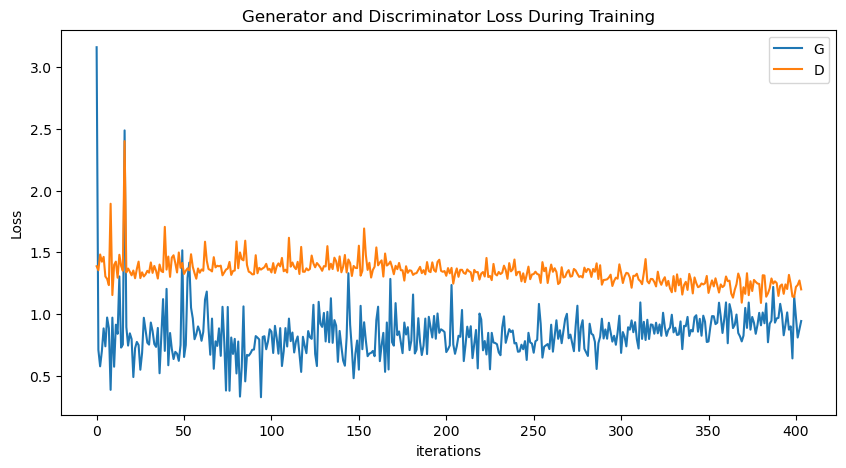 Generator and Discriminator Loss During Training
G
D
3.0
2.5
2.0
1.5
1.0
0.5
Loss
0 50 100 150 200 250 300 350 400
iterations